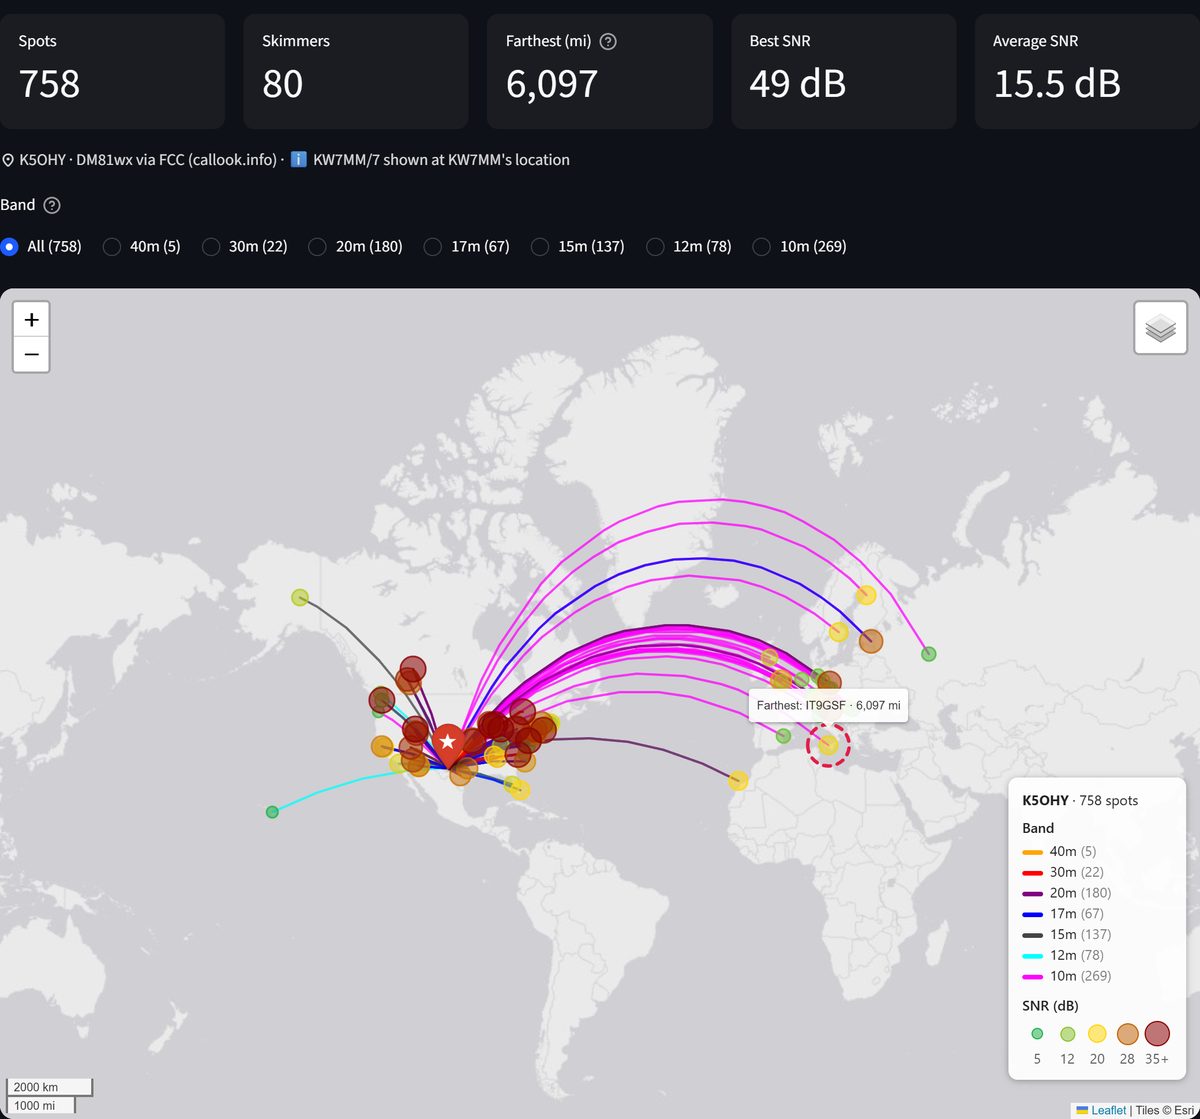 Spots
758
Skimmers
80
Farthest (mi) ?
6,097
Best SNR
49 dB
Average SNR
15.5 dB
K5OHY · DM81wx via FCC (callook.info) · i KW7MM/7 shown at KW7MM's location
Band ?
All (758) 40m (5) 30m (22) 20m (180) 17m (67) 15m (137) 12m (78) 10m (269)
+
−
Farthest: IT9GSF · 6,097 mi
K5OHY · 758 spots
Band
40m (5)
30m (22)
20m (180)
17m (67)
15m (137)
12m (78)
10m (269)
SNR (dB)
5 12 20 28 35+
2000 km
1000 mi
Leaflet | Tiles © Esri